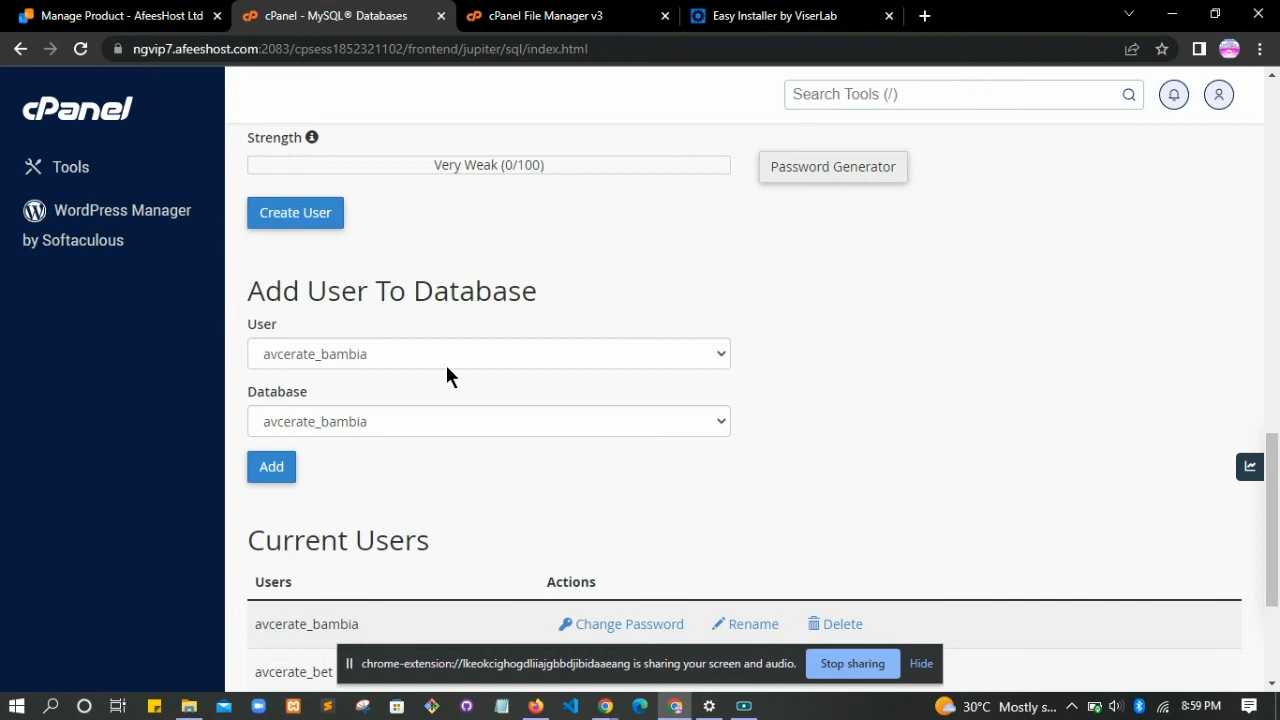 Manage Product - AfeesHost Ltd
cPanel - MySQL® Databases
cPanel File Manager v3
Easy Installer by ViserLab
ngvip7.afeeshost.com:2083/cpsess1852321102/frontend/jupiter/sql/index.html
cPanel
Search Tools (/)
Tools
WordPress Manager
by Softaculous
Strength
Very Weak (0/100)
Password Generator
Create User
Add User To Database
User
avcerate_bambia
Database
avcerate_bambia
Add
Current Users
Users Actions
avcerate_bambia Change Password Rename Delete
avcerate_bet
chrome-extension://lkeokcighogdliiajgbbdjibidaaeang is sharing your screen and audio. Stop sharing Hide
30°C Mostly s... 8:59 PM